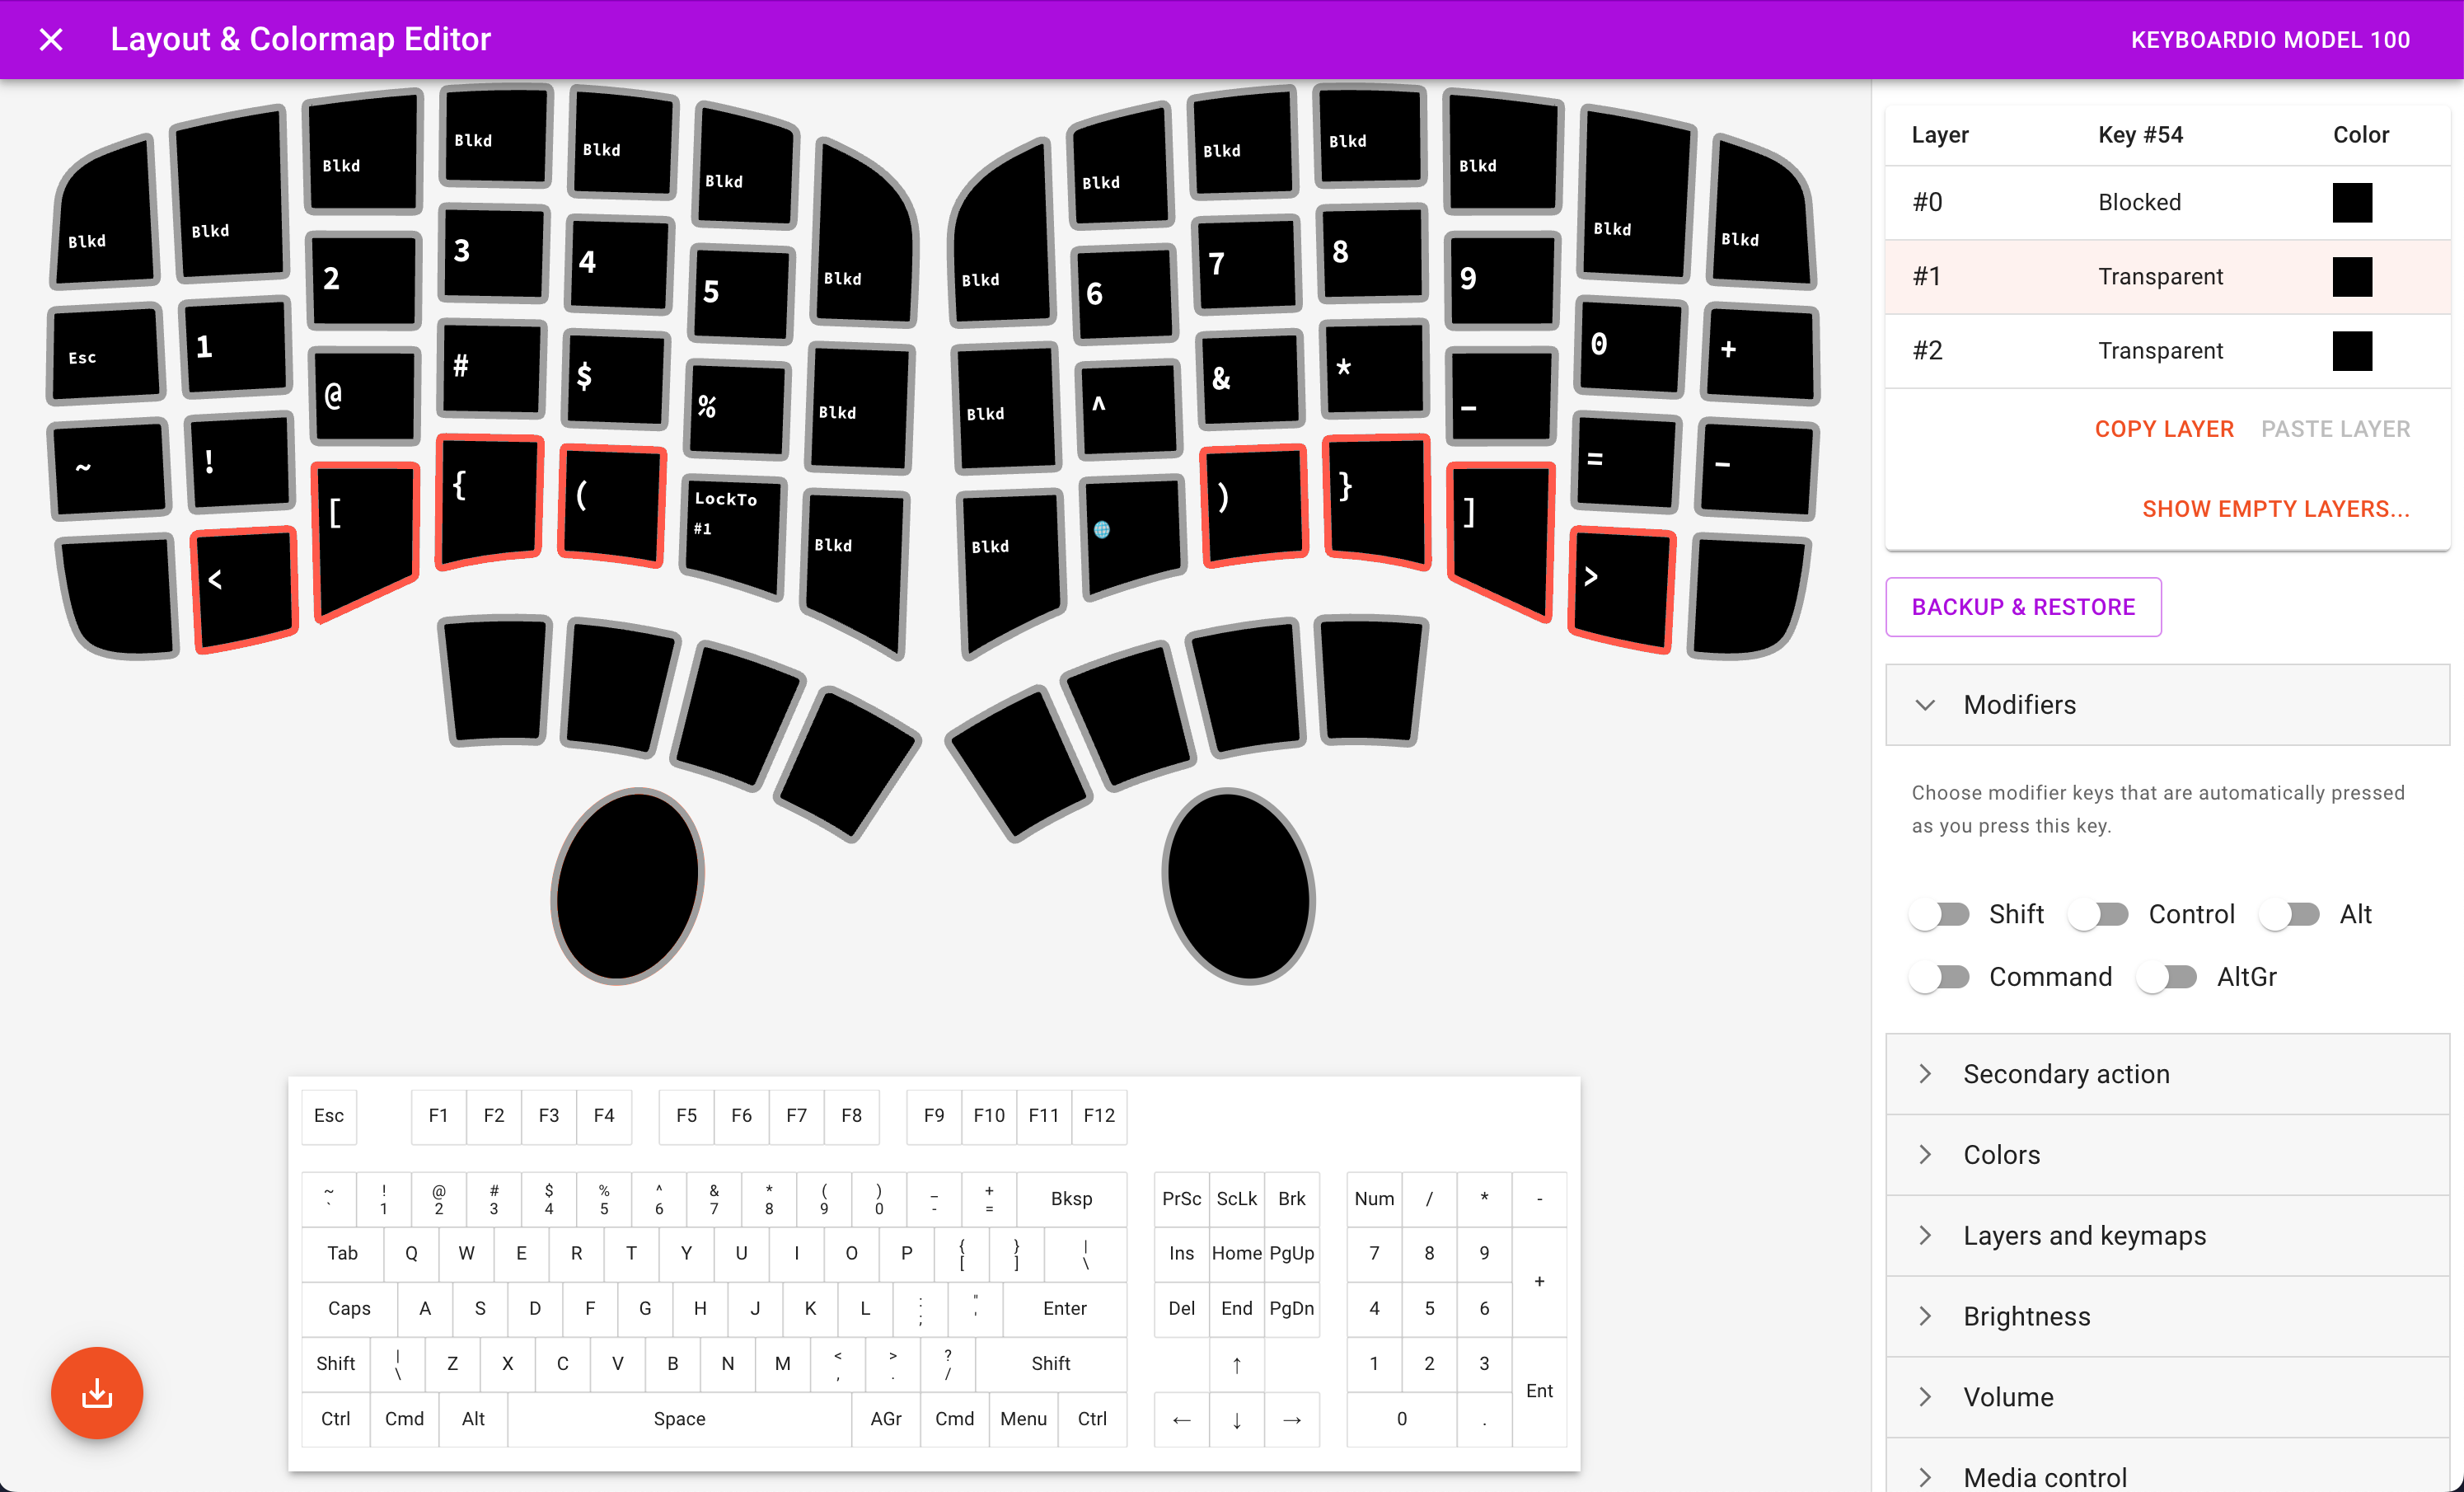 Layout & Colormap Editor
KEYBOARDIO MODEL 100
Blkd Blkd Blkd Blkd Blkd Blkd Blkd Blkd Blkd Blkd Blkd Blkd Blkd Blkd
Esc 1 2 3 4 5 6 7 8 9 0 +
~ ! @ # $ % Blkd Blkd ^ & * _ = -
< [ { ( LockTo Blkd Blkd ) } ] >
#1
Layer Key #54 Color
#0 Blocked
#1 Transparent
#2 Transparent
COPY LAYER PASTE LAYER
SHOW EMPTY LAYERS...
BACKUP & RESTORE
Modifiers
Choose modifier keys that are automatically pressed
as you press this key.
Shift Control Alt
Command AltGr
Secondary action
Colors
Layers and keymaps
Brightness
Volume
Media control
Esc F1 F2 F3 F4 F5 F6 F7 F8 F9 F10 F11 F12
~ ! @ # $ % ^ & * ( ) _ +
` 1 2 3 4 5 6 7 8 9 0 - = Bksp PrSc ScLk Brk Num / * -
Tab Q W E R T Y U I O P { } |
[ ] \ Ins Home PgUp 7 8 9 +
Caps A S D F G H J K L : "
; ' Enter Del End PgDn 4 5 6
Shift | Z X C V B N M < > ?
\ , . / Shift ↑ 1 2 3 Ent
Ctrl Cmd Alt Space AGr Cmd Menu Ctrl ← ↓ → 0 .